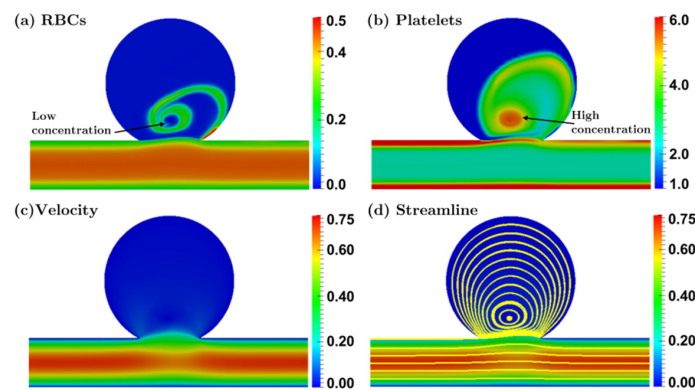 (a) RBCs
0.5
0.4
0.2
0.0
Low
concentration
(b) Platelets
6.0
4.0
2.0
1.0
High
concentration
(c)Velocity
0.75
0.60
0.40
0.20
0.00
(d) Streamline
0.75
0.60
0.40
0.20
0.00